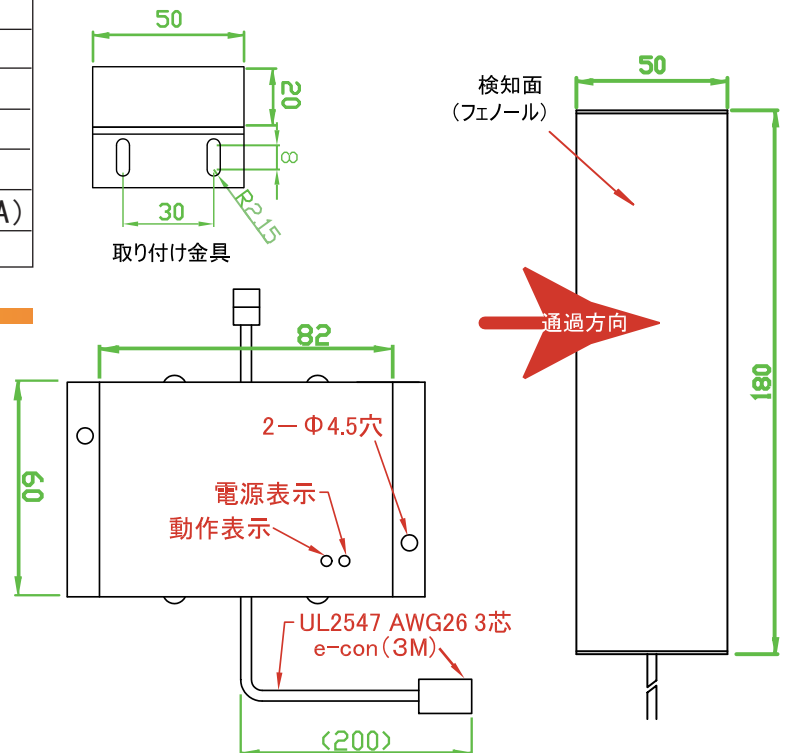 A)
50
20
8
30
R2.15
取り付け金具
検知面
(フェノール)
50
通過方向
180
82
60
2－Φ4.5穴
電源表示
動作表示
UL2547 AWG26 3芯
e-con(3M)
(200)